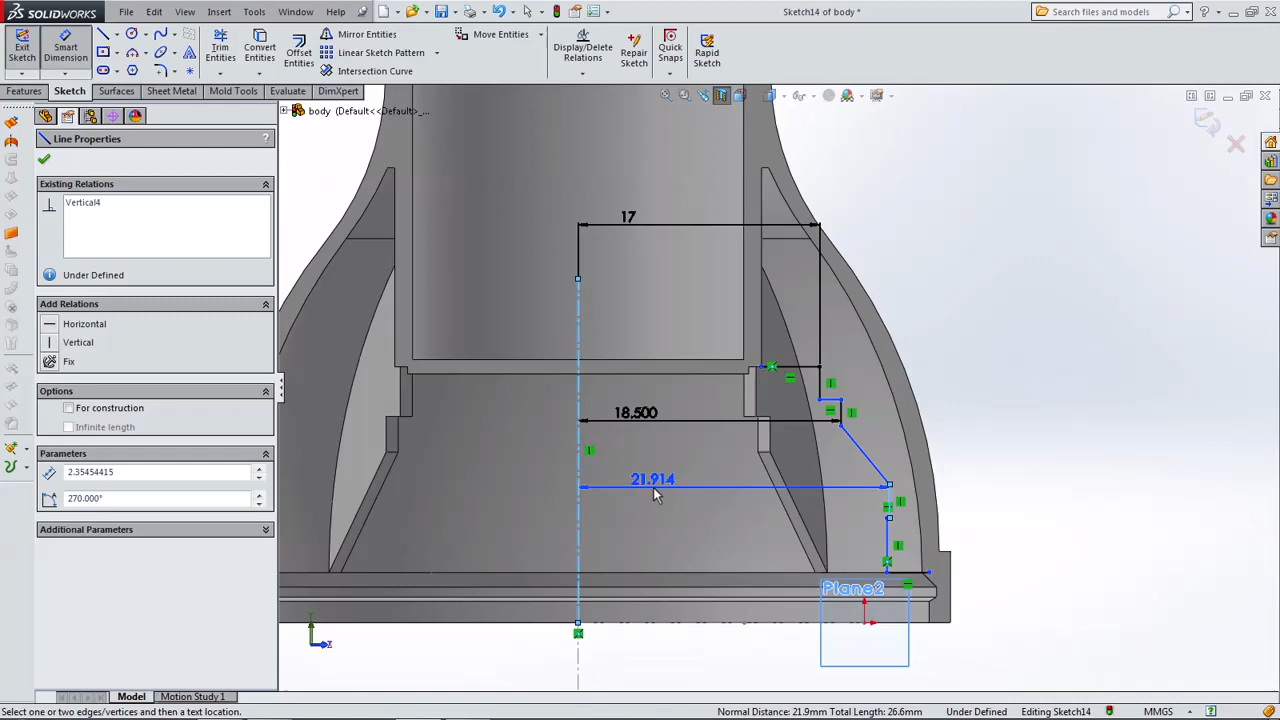 SOLIDWORKS
File
Edit
View
Insert
Tools
Window
Help
Sketch14 of body *
Search files and models
Exit Sketch
Smart Dimension
Trim Entities
Convert Entities
Offset Entities
Mirror Entities
Linear Sketch Pattern
Intersection Curve
Move Entities
Display/Delete Relations
Repair Sketch
Quick Snaps
Rapid Sketch
Features
Sketch
Surfaces
Sheet Metal
Mold Tools
Evaluate
DimXpert
body (Default<<Default>_...
Line Properties
?
Existing Relations
Vertical4
Under Defined
Add Relations
Horizontal
Vertical
Fix
Options
For construction
Infinite length
Parameters
2.35454415
270.000°
Additional Parameters
17
18.500
21.914
Plane2
Model
Motion Study 1
Select one or two edges/vertices and then a text location.
Normal Distance: 21.9mm Total Length: 26.6mm
Under Defined
Editing Sketch14
MMGS